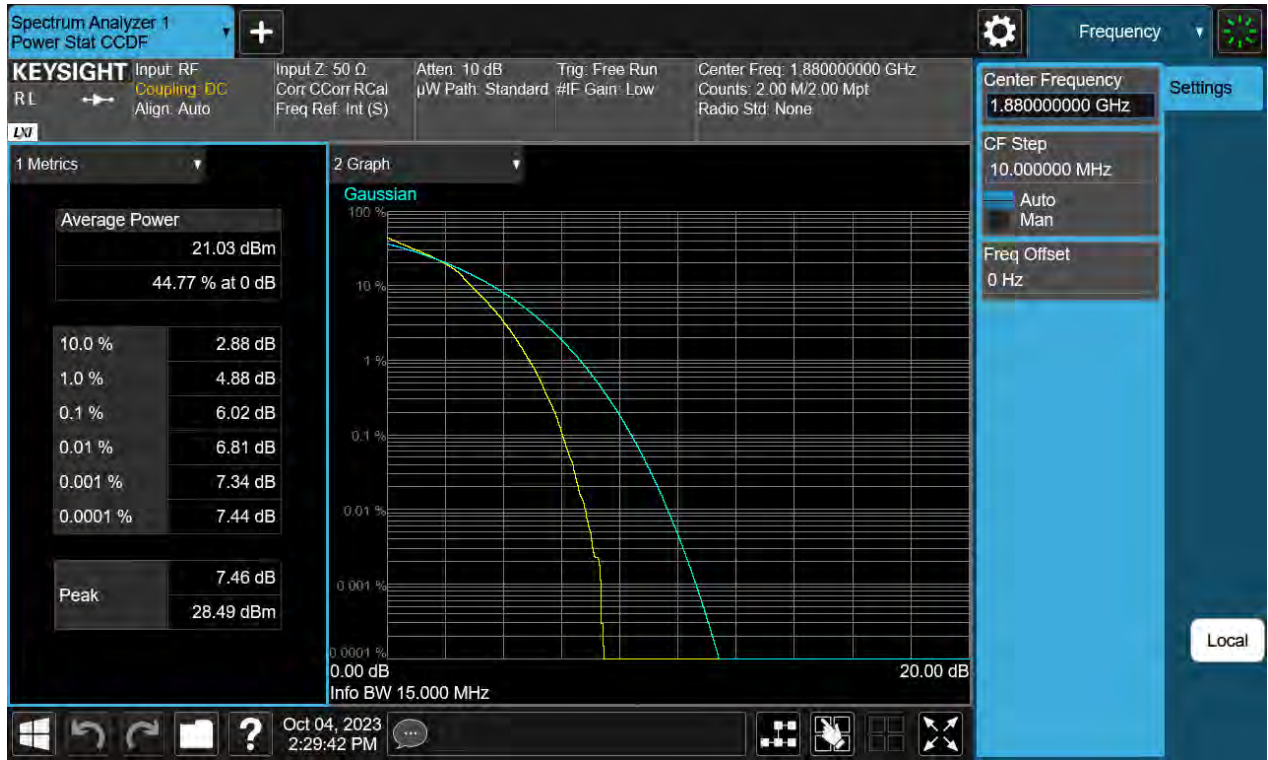 Spectrum Analyzer 1
Power Stat CCDF
+
Frequency
KEYSIGHT
RL
LXI
Input: RF
Coupling: DC
Align: Auto
Input Z: 50 Ω
Corr CCorr RCal
Freq Ref: Int (S)
Atten: 10 dB
µW Path: Standard
Trig: Free Run
#IF Gain: Low
Center Freq: 1.880000000 GHz
Counts: 2.00 M/2.00 Mpt
Radio Std: None
Center Frequency
1.880000000 GHz
Settings
CF Step
10.000000 MHz
Auto
Man
Freq Offset
0 Hz
1 Metrics
Average Power
21.03 dBm
44.77 % at 0 dB
10.0 % 2.88 dB
1.0 % 4.88 dB
0.1 % 6.02 dB
0.01 % 6.81 dB
0.001 % 7.34 dB
0.0001 % 7.44 dB
Peak
7.46 dB
28.49 dBm
2 Graph
Gaussian
100 %
10 %
1 %
0.1 %
0.01 %
0.001 %
0.0001 %
0.00 dB 20.00 dB
Info BW 15.000 MHz
Local
?
Oct 04, 2023
2:29:42 PM